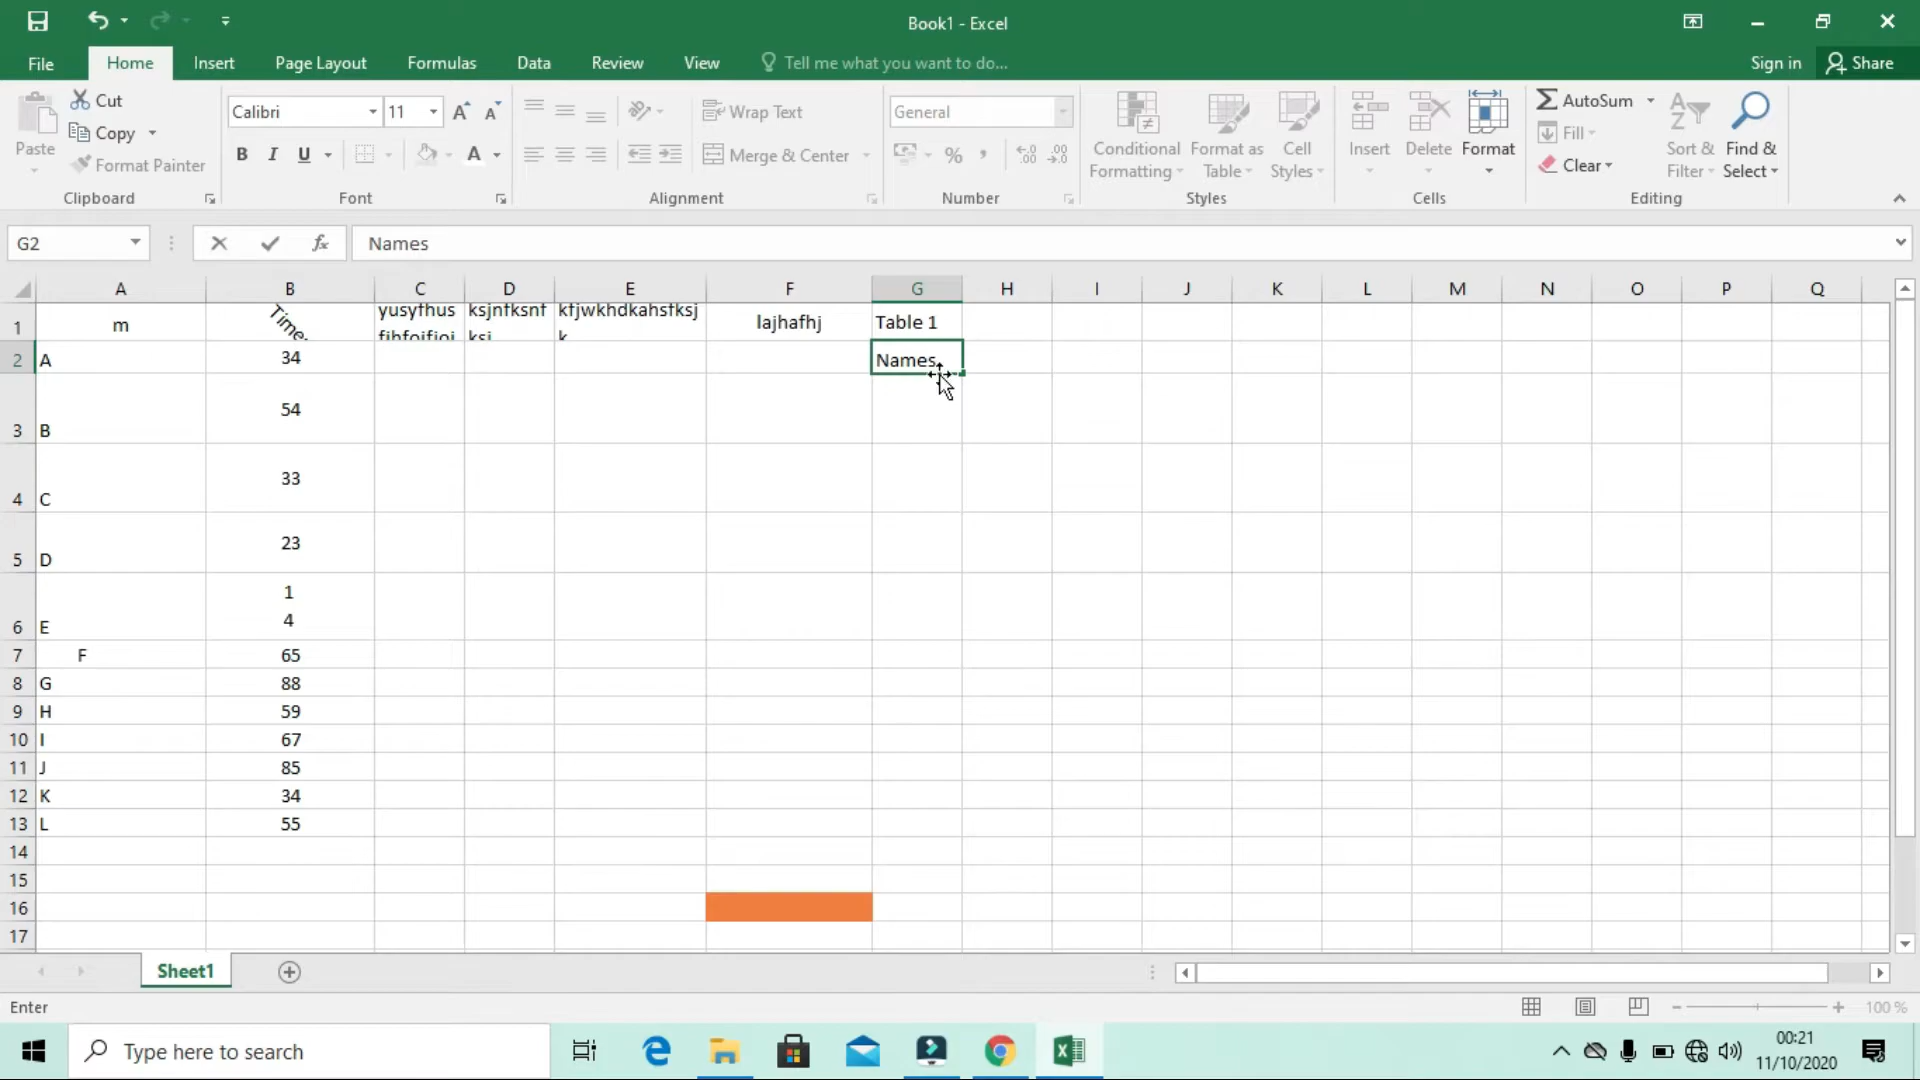 Book1 - Excel
File Home Insert Page Layout Formulas Data Review View Tell me what you want to do... Sign in Share
Paste
Cut
Copy
Format Painter
Clipboard
Calibri 11
B I U
Font
Wrap Text
Merge & Center
Alignment
General
%
Number
Conditional Formatting
Format as Table
Cell Styles
Styles
Insert Delete Format
Cells
AutoSum
Fill
Clear
Sort & Filter
Find & Select
Editing
G2 fx Names
A B C D E F G H I J K L M N O P Q
1 m Time. yusyfhus ksjnfksnf kfjwkhdkahsfksj lajhafhj Table 1
ksj k
2 A 34 Names
3 B 54
4 C 33
5 D 23
6 E 1
4
7 F 65
8 G 88
9 H 59
10 I 67
11 J 85
12 K 34
13 L 55
14
15
16
17
Sheet1
Enter 100 %
Type here to search 00:21
11/10/2020